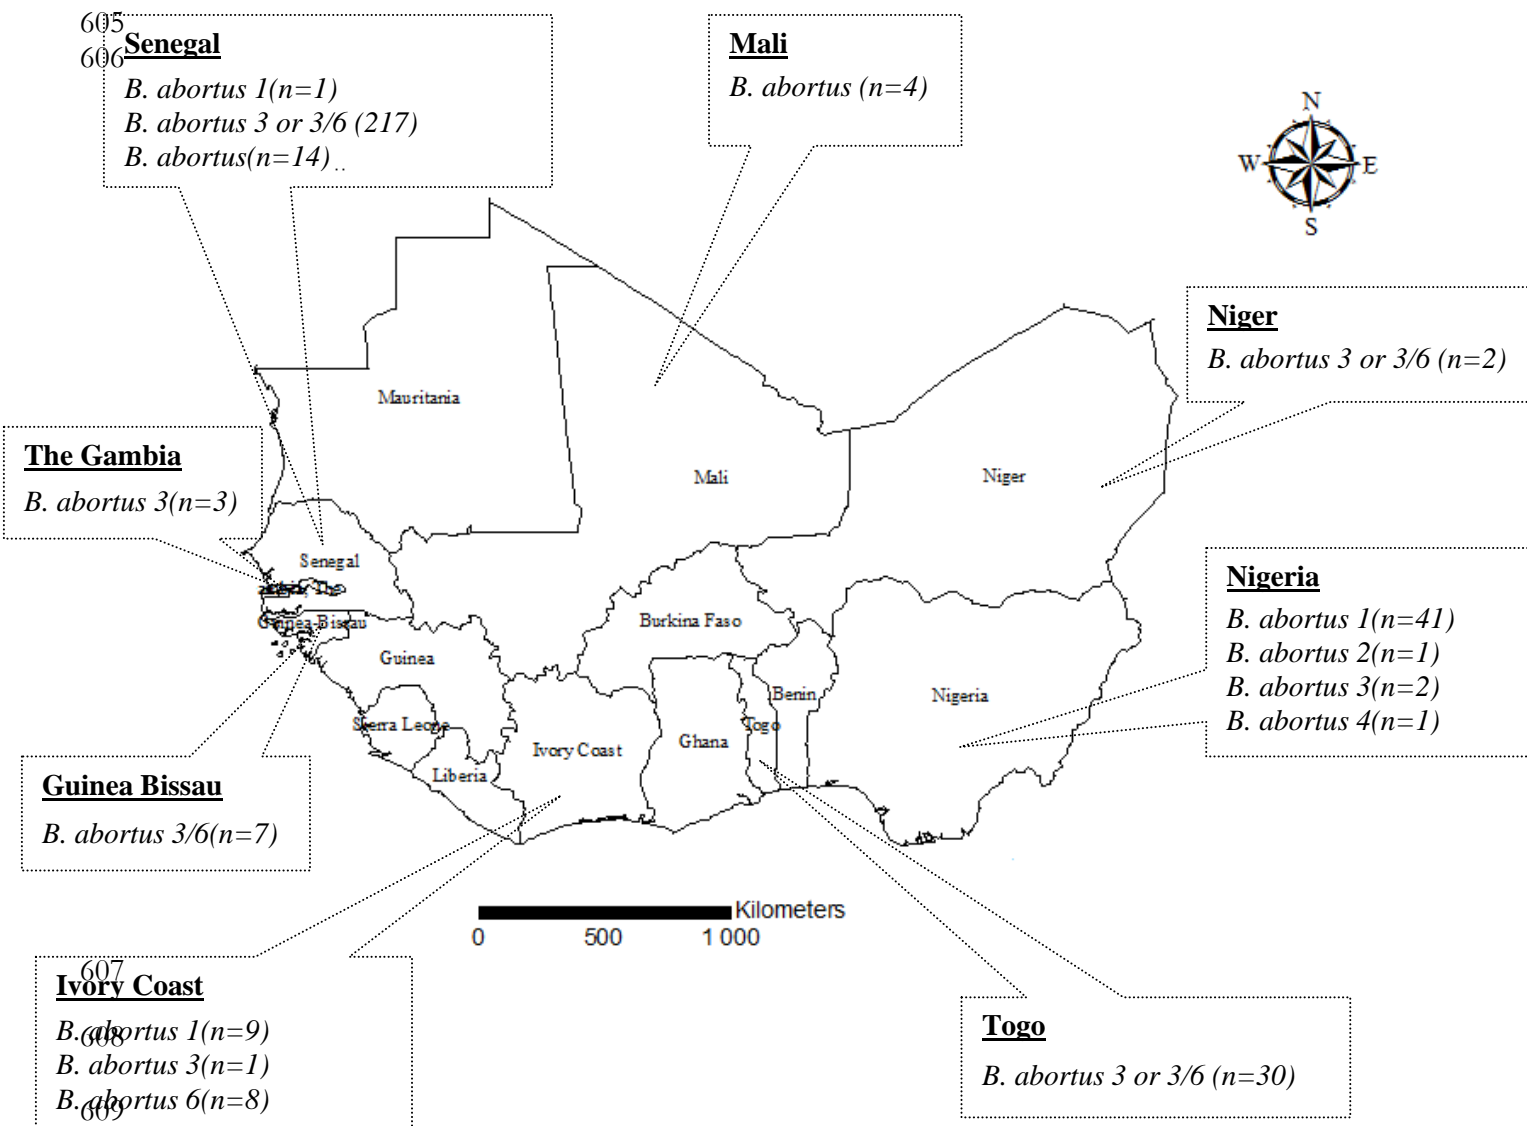 605
606
Senegal
B. abortus 1(n=1)
B. abortus 3 or 3/6 (217)
B. abortus(n=14) ..
Mali
B. abortus (n=4)
N
W
E
S
Niger
B. abortus 3 or 3/6 (n=2)
Mauritania
The Gambia
B. abortus 3(n=3)
Mali
Niger
Senegal
The
Guinea-Bissau
Nigeria
B. abortus 1(n=41)
B. abortus 2(n=1)
B. abortus 3(n=2)
B. abortus 4(n=1)
Burkina Faso
Guinea
Benin
Nigeria
Sierra Leone
Togo
Ghana
Ivory Coast
Liberia
Guinea Bissau
B. abortus 3/6(n=7)
Kilometers
0 500 1 000
607
Ivory Coast
B. abortus 1(n=9)
608
B. abortus 3(n=1)
B. abortus 6(n=8)
609
Togo
B. abortus 3 or 3/6 (n=30)